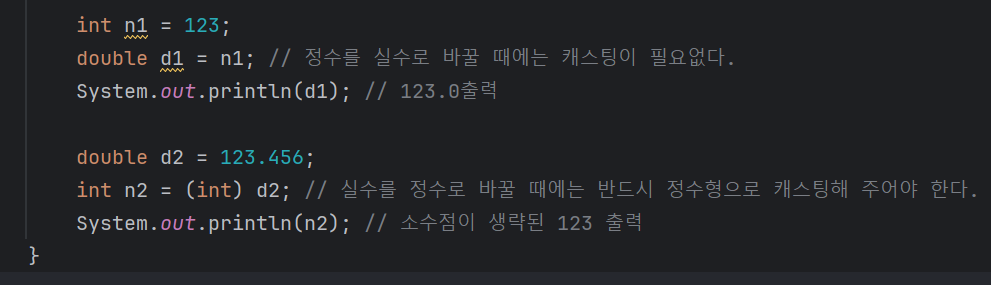 int n1 = 123;
double d1 = n1; // 정수를 실수로 바꿀 때에는 캐스팅이 필요없다.
System.out.println(d1); // 123.0출력
double d2 = 123.456;
int n2 = (int) d2; // 실수를 정수로 바꿀 때에는 반드시 정수형으로 캐스팅해 주어야 한다.
System.out.println(n2); // 소수점이 생략된 123 출력
}